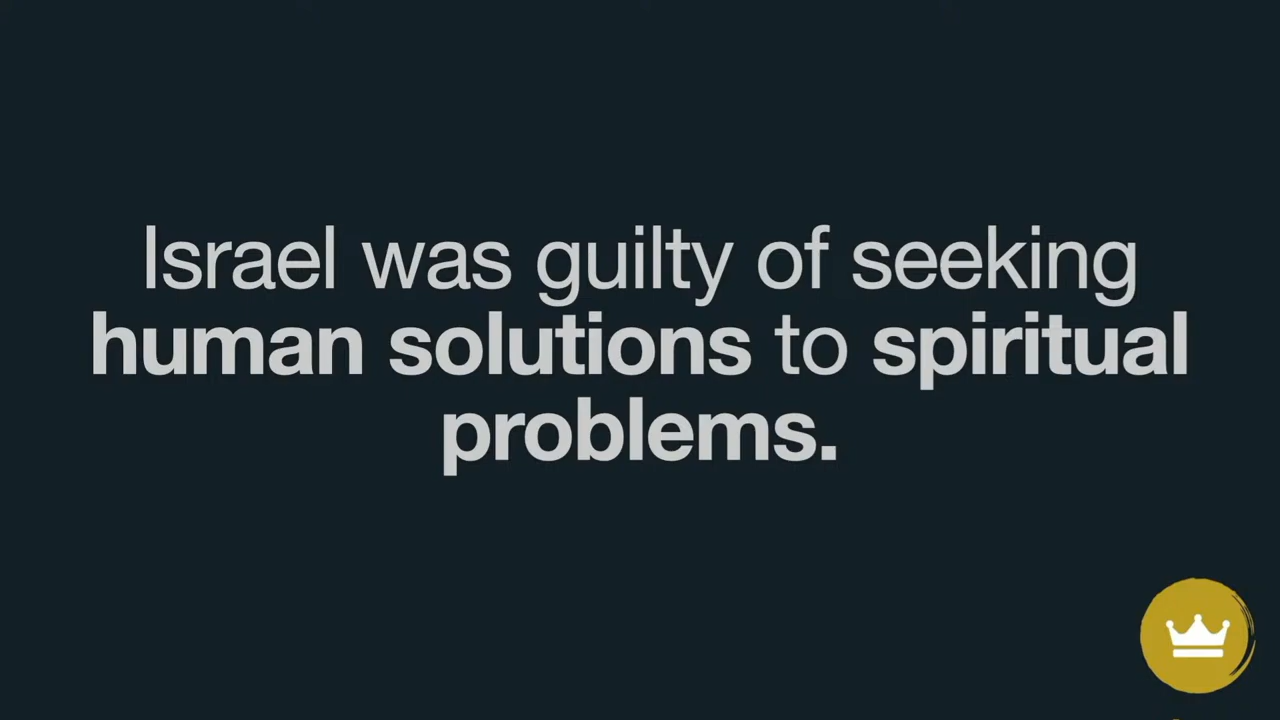 Israel was guilty of seeking
human solutions to spiritual
problems.